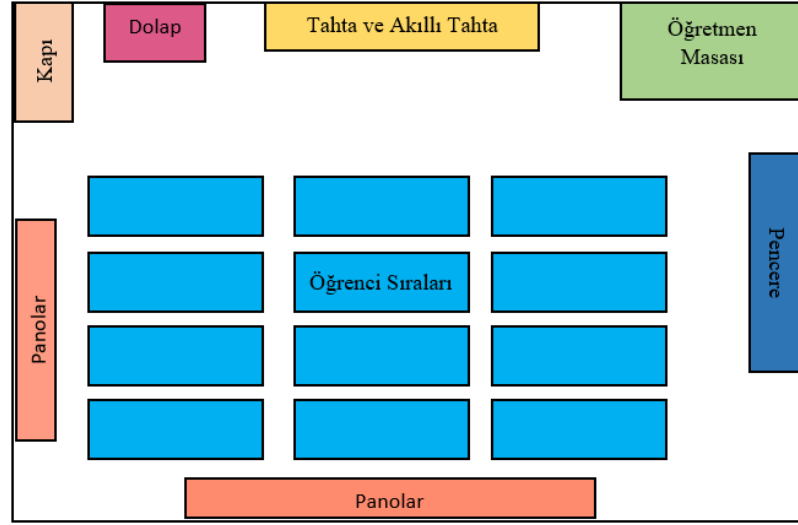 Kapı
Dolap
Tahta ve Akıllı Tahta
Öğretmen
Masası
Pencere
Öğrenci Sıraları
Panolar
Panolar